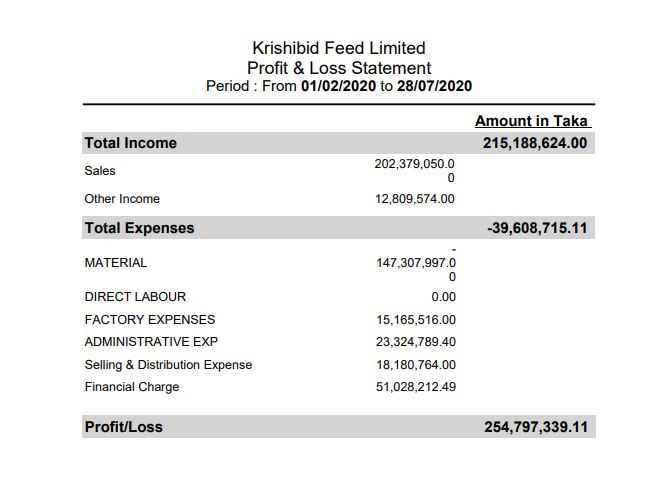 Krishibid Feed Limited
Profit & Loss Statement
Period : From 01/02/2020 to 28/07/2020
Amount in Taka
Total Income 215,188,624.00
Sales 202,379,050.0
0
Other Income 12,809,574.00
Total Expenses -39,608,715.11
-
MATERIAL 147,307,997.0
0
DIRECT LABOUR 0.00
FACTORY EXPENSES 15,165,516.00
ADMINISTRATIVE EXP 23,324,789.40
Selling & Distribution Expense 18,180,764.00
Financial Charge 51,028,212.49
Profit/Loss 254,797,339.11